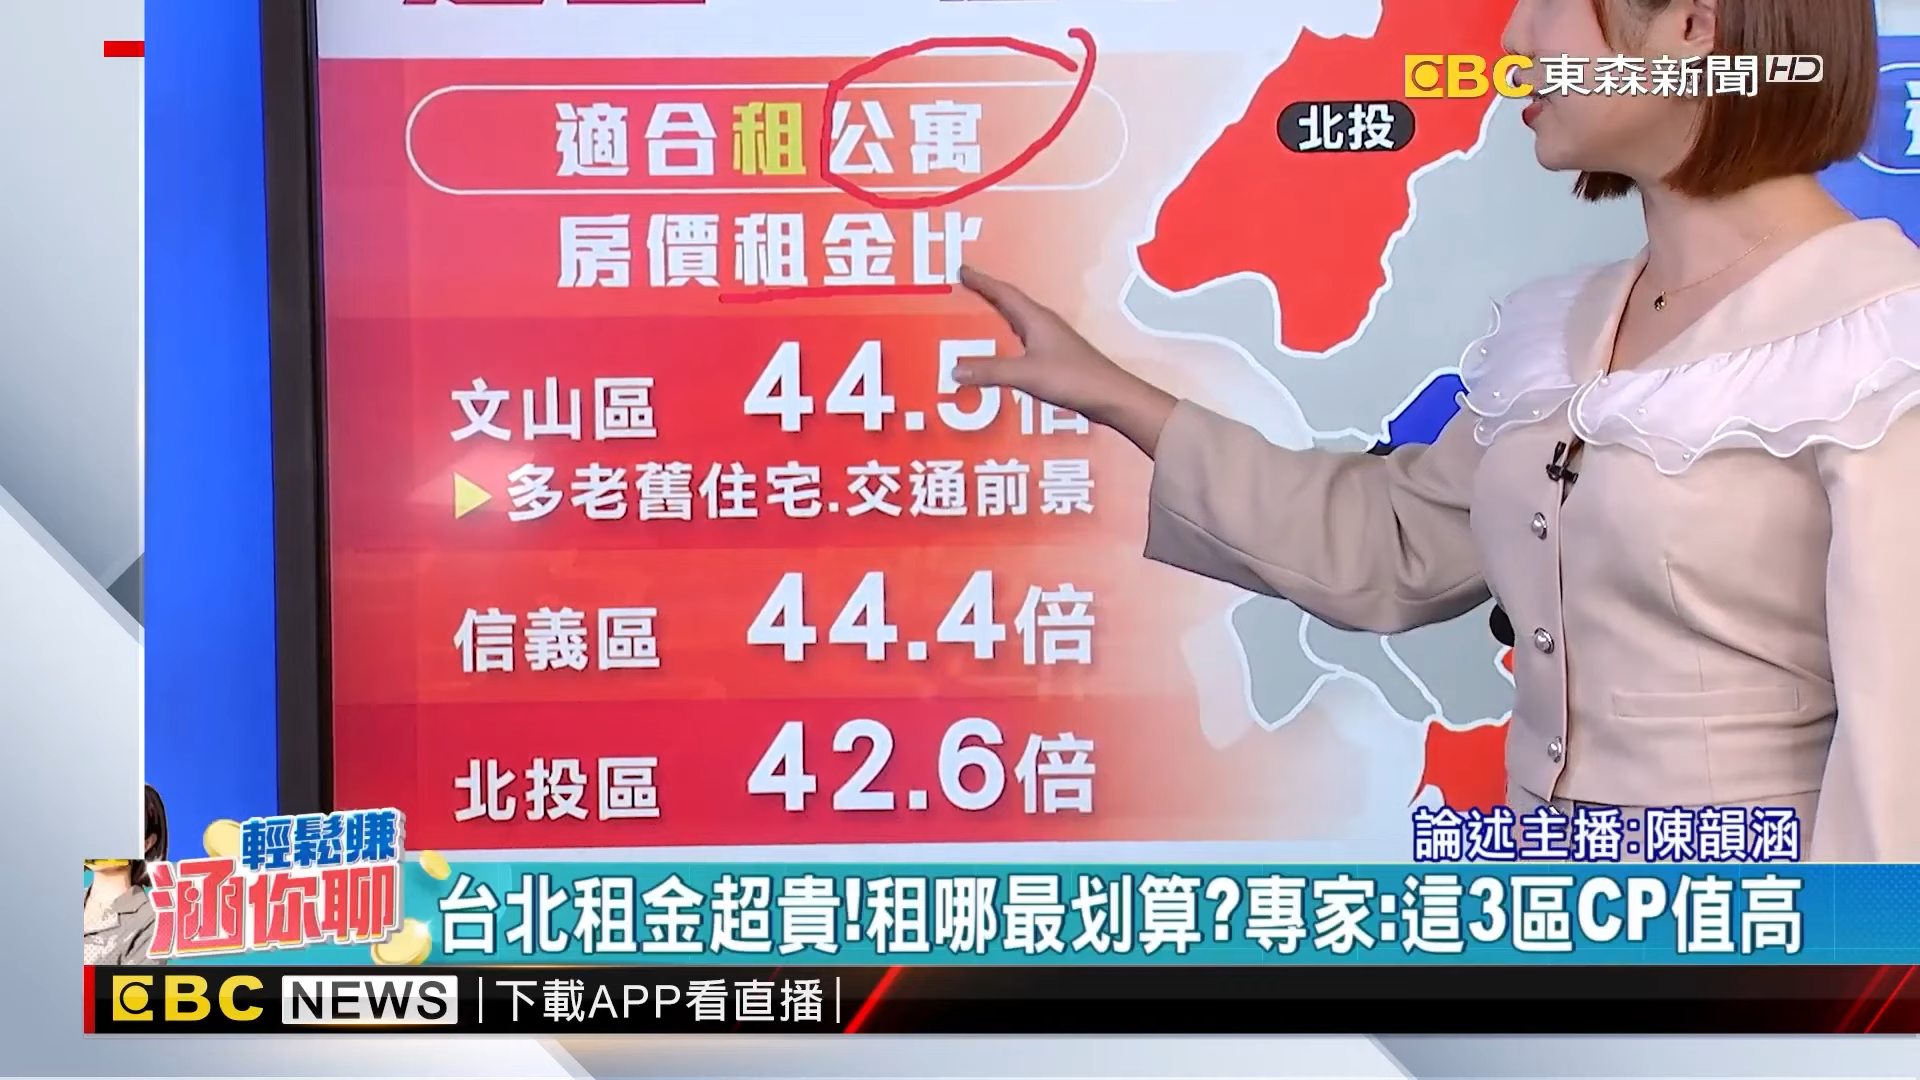 EBC東森新聞HD
適合租公寓
房價租金比
北投
文山區 44.5倍
多老舊住宅.交通前景
信義區 44.4倍
北投區 42.6倍
論述主播:陳韻涵
輕鬆賺
涵你聊
台北租金超貴!租哪最划算?專家:這3區CP值高
EBC NEWS |下載APP看直播|